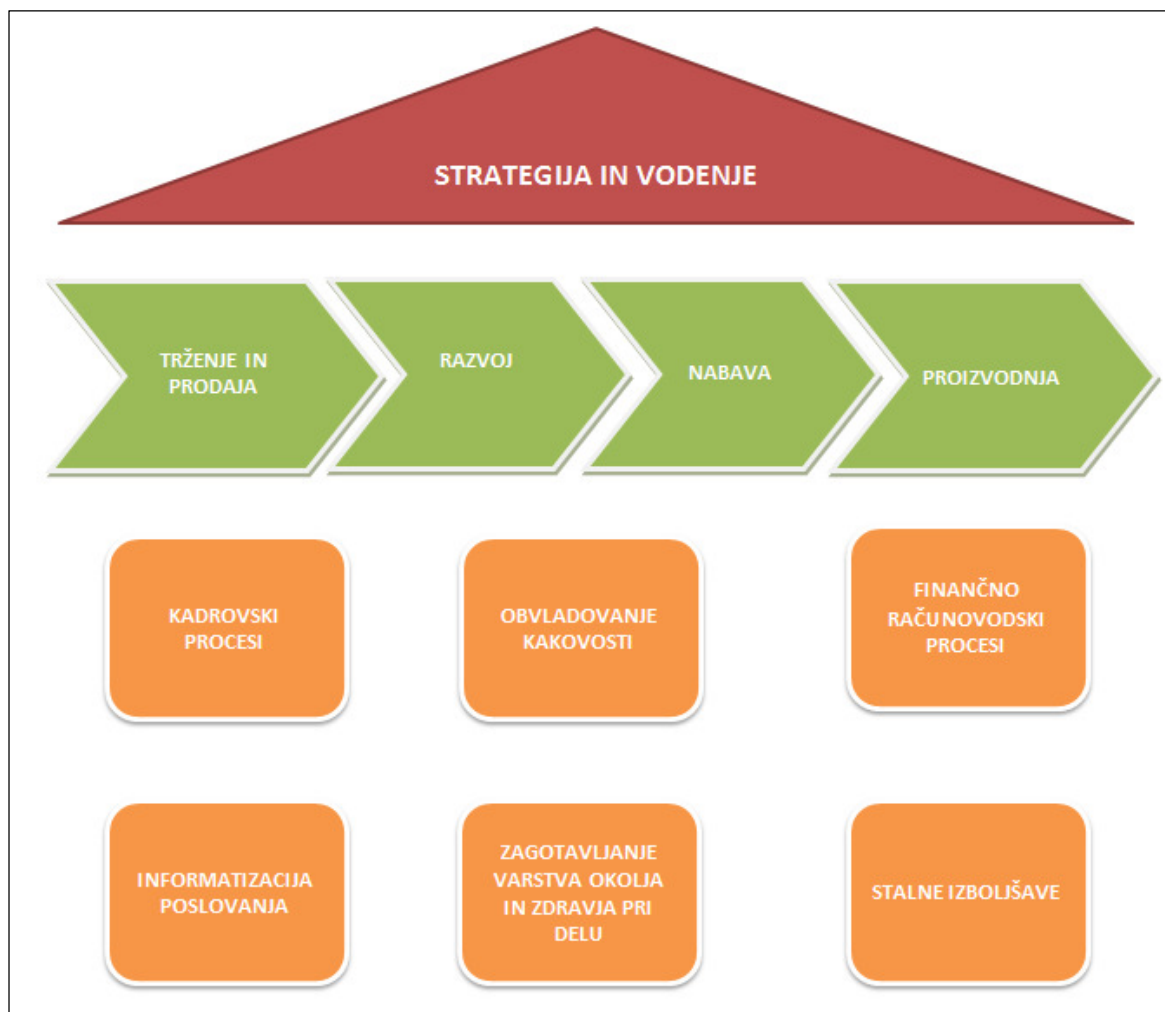 STRATEGIJA IN VODENJE
TRŽENJE IN
PRODAJA
RAZVOJ
NABAVA
PROIZVODNJA
KADROVSKI
PROCESI
OBVLADOVANJE
KAKOVOSTI
FINANČNO
RAČUNOVODSKI
PROCESI
INFORMATIZACIJA
POSLOVANJA
ZAGOTAVLJANJE
VARSTVA OKOLJA
IN ZDRAVJA PRI
DELU
STALNE IZBOLJŠAVE